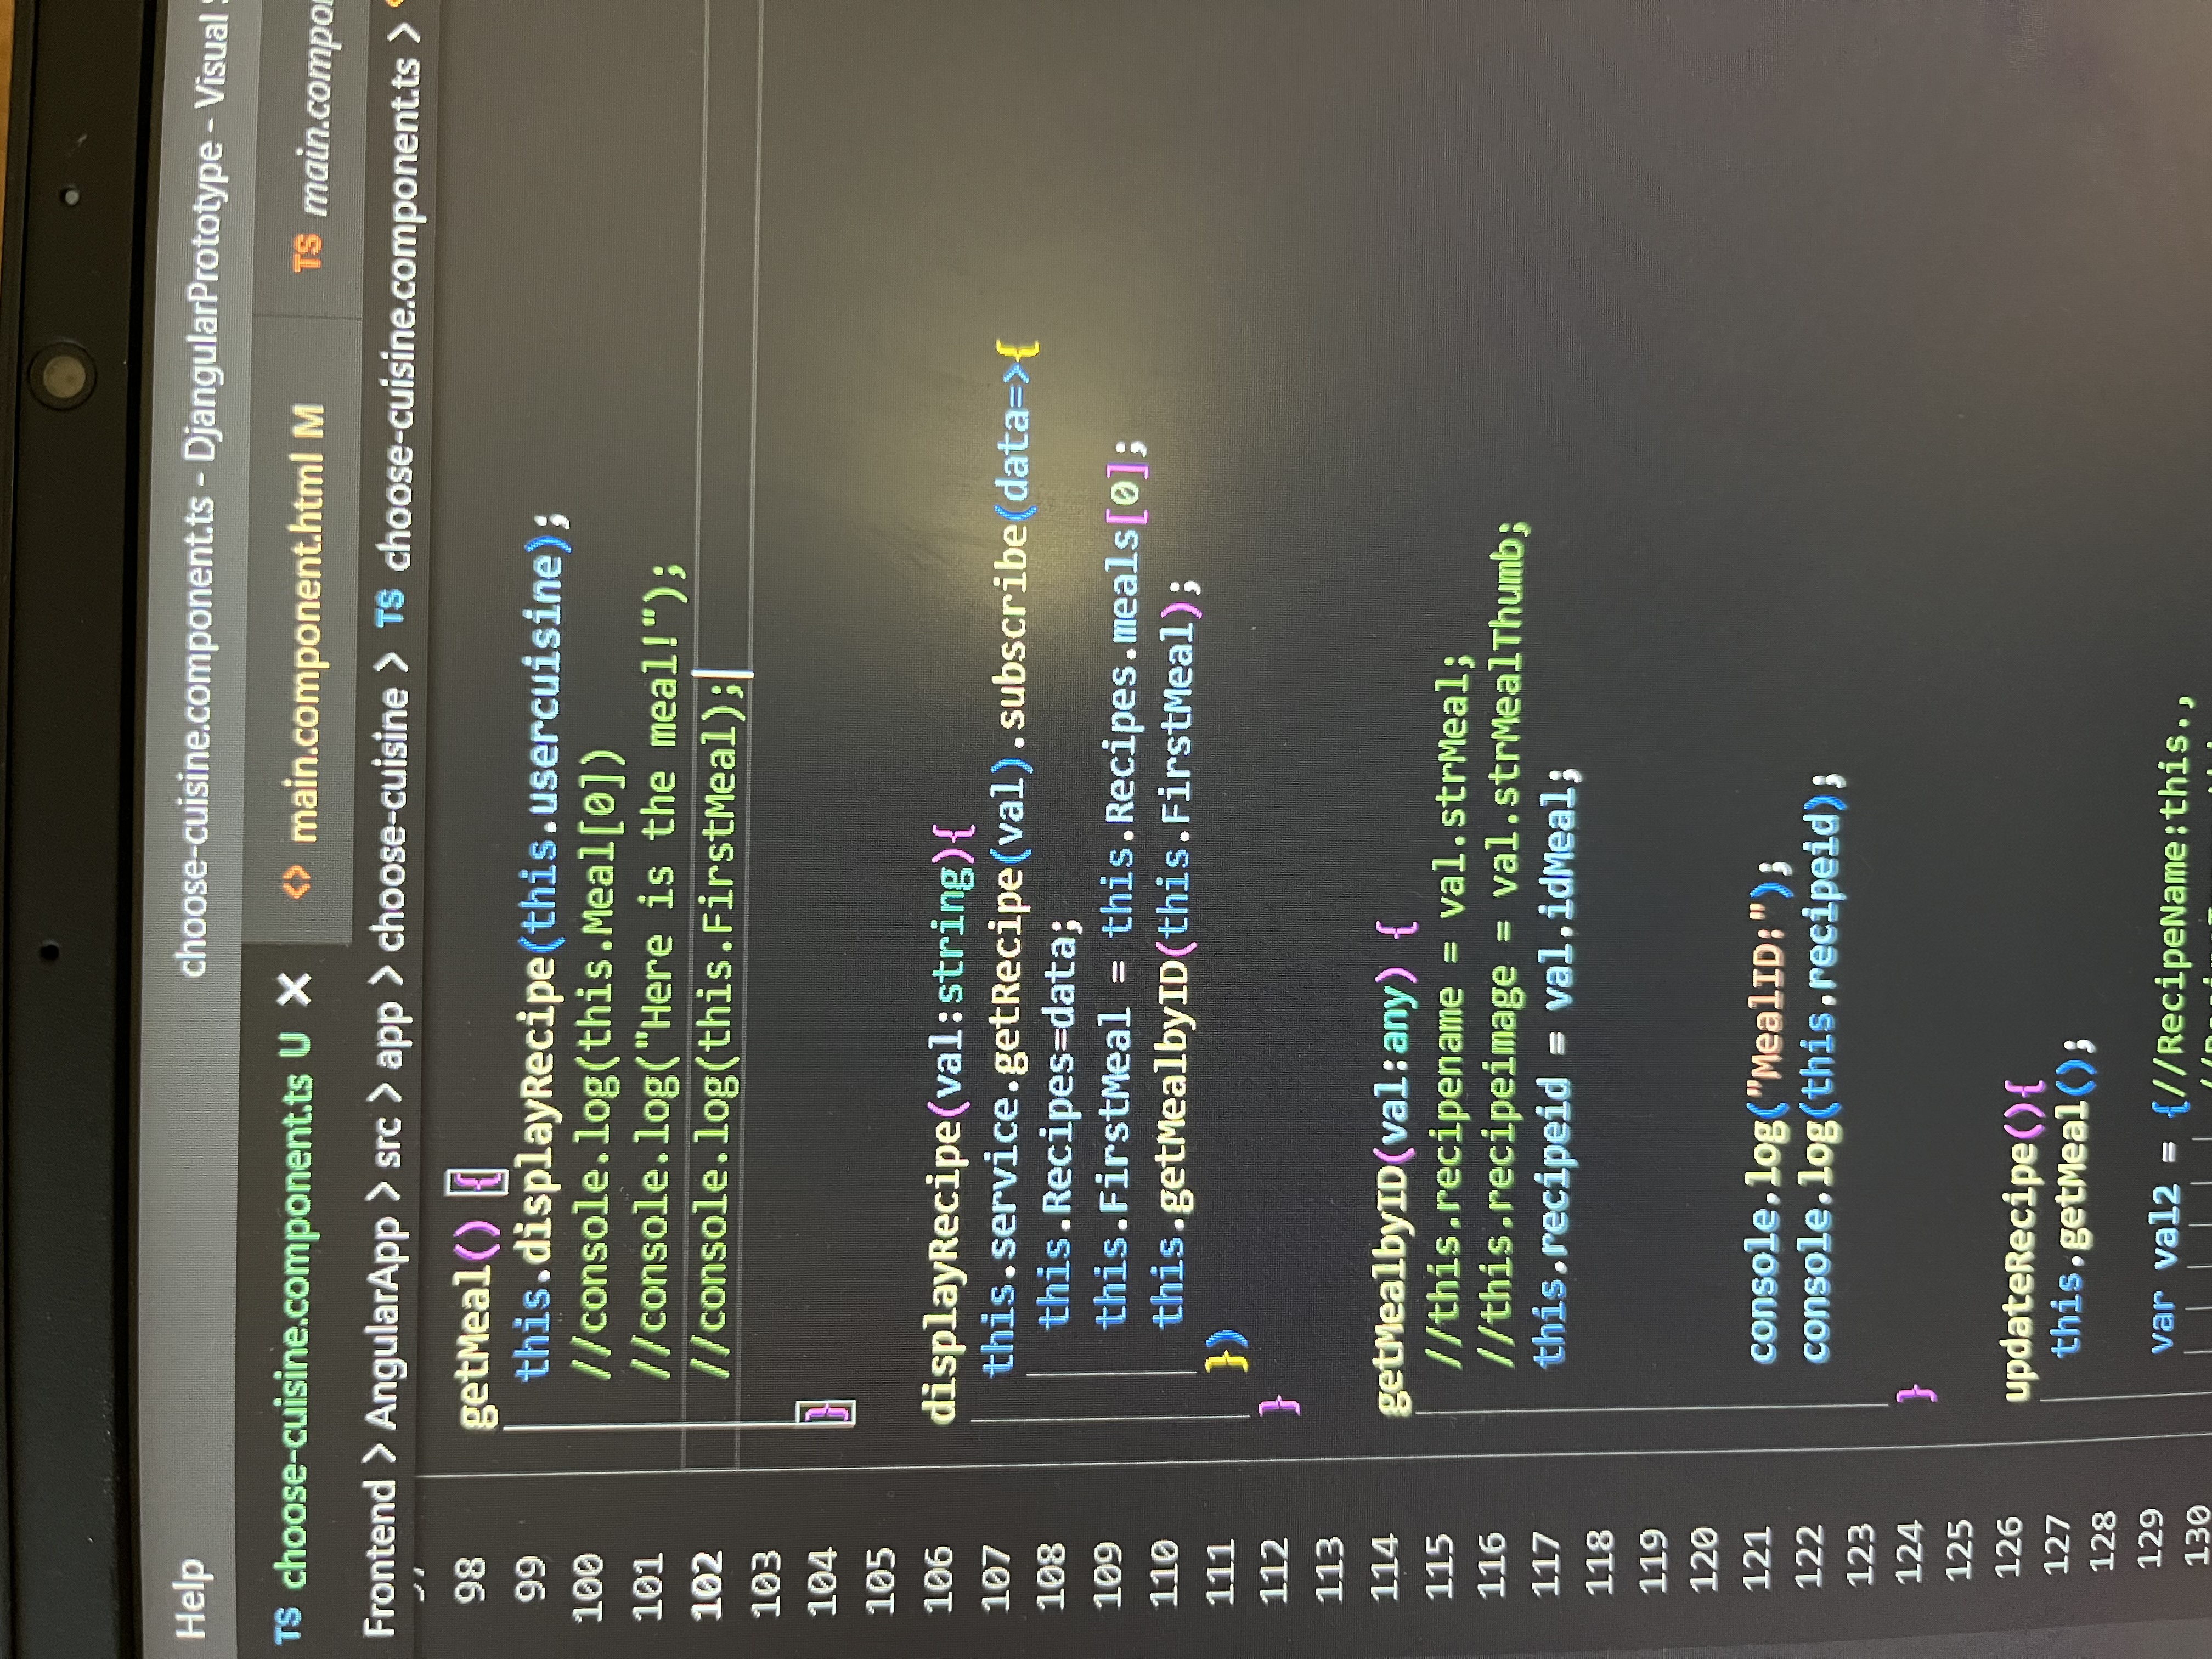 Help
choose-cuisine.component.ts - DjangularPrototype - Visual
TS choose-cuisine.component.ts U X
<> main.component.html M
TS
Frontend > AngularApp > src > app > choose-cuisine > TS choose-cuisine.component.ts >
98 getMeal() {
99 this.displayRecipe(this.usercuisine);
100 //console.log(this.Meal[0])
101 //console.log("Here is the meal!");
102 //console.log(this.FirstMeal);
103
104 }
105
106 displayRecipe(val:string){
107 this.service.getRecipe(val).subscribe(data=>{
108 this.Recipes=data;
109 this.FirstMeal = this.Recipes.meals[0];
110 this.getMealbyID(this.FirstMeal);
111 })
112 }
113
114 getMealbyID(val:any) {
115 //this.recipename = val.strMeal;
116 //this.recipeimage = val.strMealThumb;
117 this.recipeid = val.idMeal;
118
119
120
121 console.log("MealID:");
122 console.log(this.recipeid);
123
124 }
125
126 updateRecipe(){
127 this.getMeal();
128
129 var val2 = {//RecipeName:this.,
130